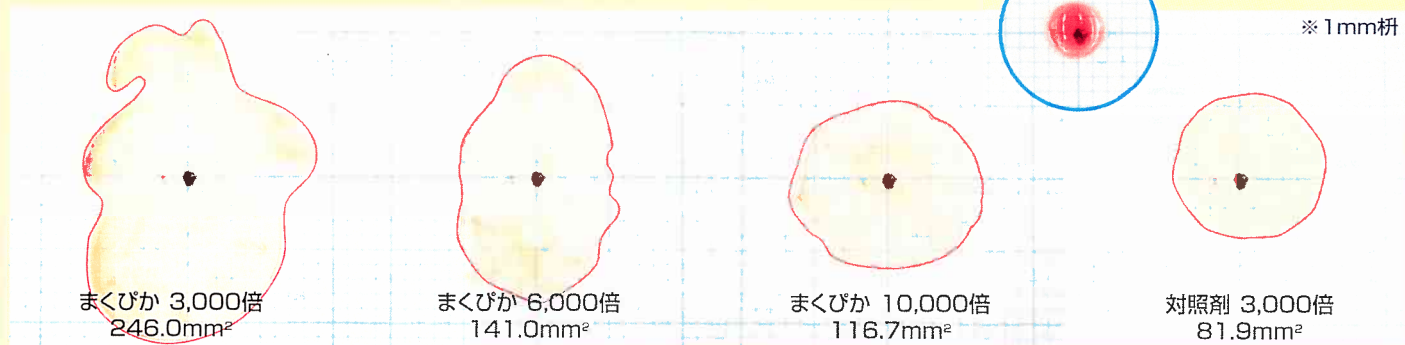 ※1mm枡
まくぴか 3,000倍
246.0mm²
まくぴか 6,000倍
141.0mm²
まくぴか 10,000倍
116.7mm²
対照剤 3,000倍
81.9mm²